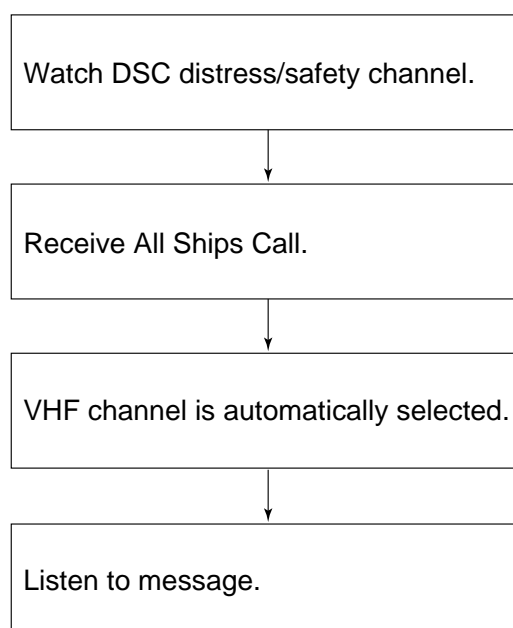 Watch DSC distress/safety channel.
Receive All Ships Call.
VHF channel is automatically selected.
Listen to message.